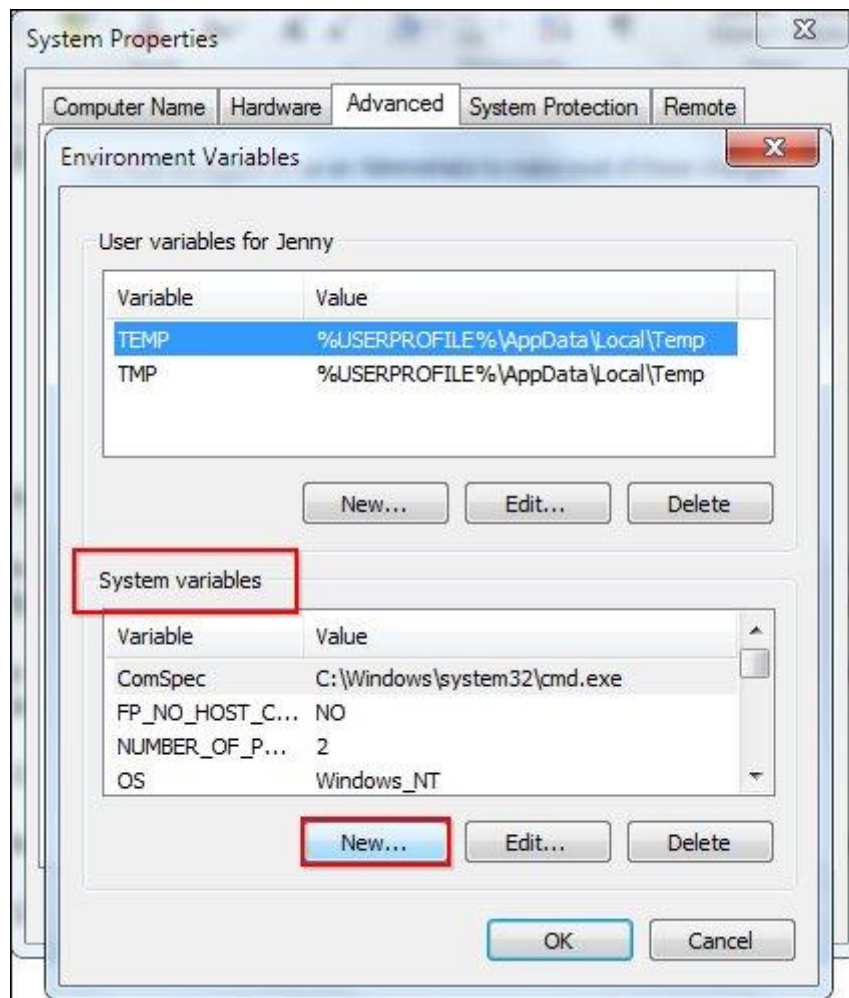 System Properties
Computer Name Hardware Advanced System Protection Remote
Environment Variables
User variables for Jenny
Variable Value
TEMP %USERPROFILE%\AppData\Local\Temp
TMP %USERPROFILE%\AppData\Local\Temp
New... Edit... Delete
System variables
Variable Value
ComSpec C:\Windows\system32\cmd.exe
FP_NO_HOST_C... NO
NUMBER_OF_P... 2
OS Windows_NT
New... Edit... Delete
OK Cancel